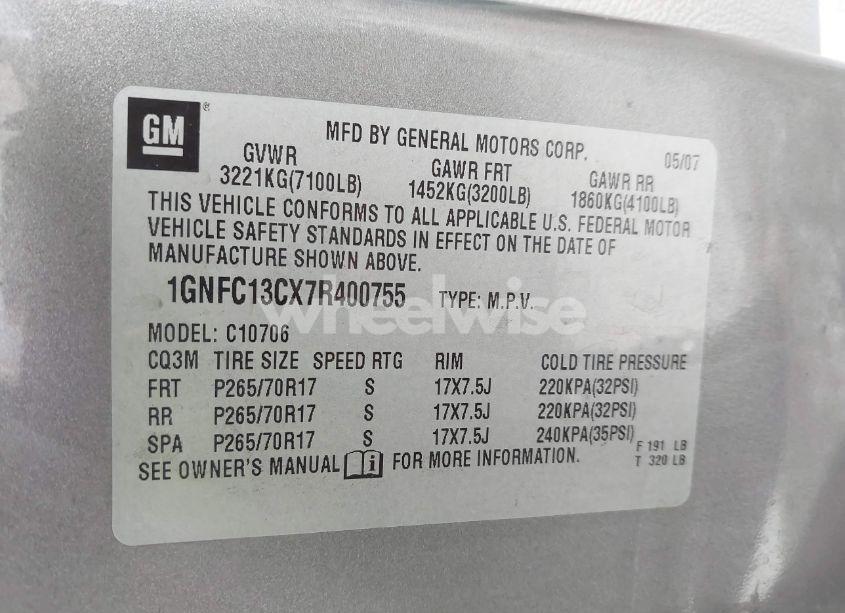 GM ®
MFD BY GENERAL MOTORS CORP. 05/07
GVWR GAWR FRT GAWR RR
3221KG(7100LB) 1452KG(3200LB) 1860KG(4100LB)
THIS VEHICLE CONFORMS TO ALL APPLICABLE U.S. FEDERAL MOTOR
VEHICLE SAFETY STANDARDS IN EFFECT ON THE DATE OF
MANUFACTURE SHOWN ABOVE.
1GNFC13CX7R400755 TYPE: M.P.V.
wheelwise
MODEL: C10706
CQ3M TIRE SIZE SPEED RTG RIM COLD TIRE PRESSURE
FRT P265/70R17 S 17X7.5J 220KPA(32PSI)
RR P265/70R17 S 17X7.5J 220KPA(32PSI)
SPA P265/70R17 S 17X7.5J 240KPA(35PSI) F 191 LB
SEE OWNER'S MANUAL i FOR MORE INFORMATION. T 320 LB